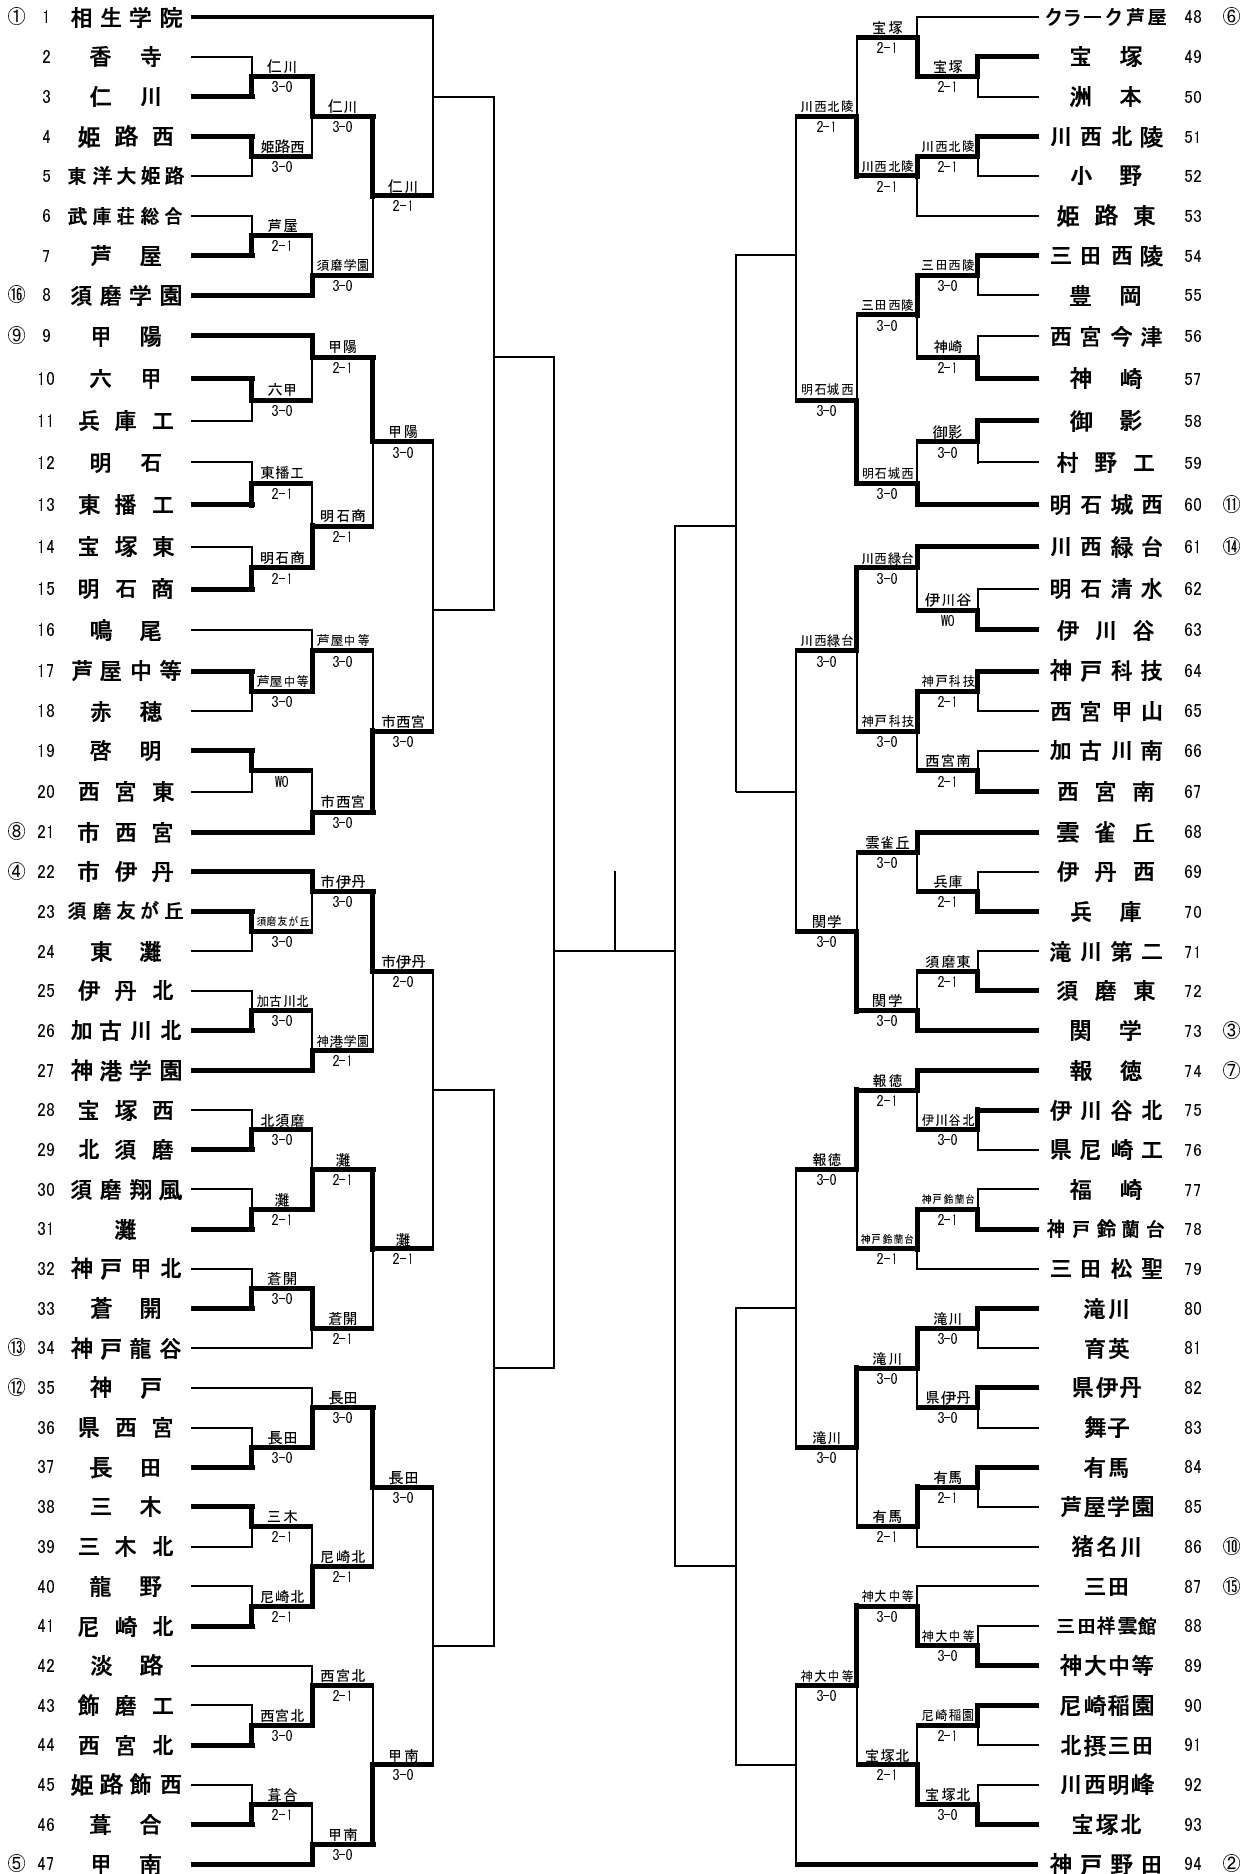 ① 1 相生学院
2 香寺
仁川
3-0
3 仁川
仁川
3-0
4 姫路西
姫路西
3-0
5 東洋大姫路
仁川
2-1
6 武庫荘総合
芦屋
2-1
7 芦屋
須磨学園
3-0
⑯ 8 須磨学園
⑨ 9 甲陽
甲陽
2-1
10 六甲
六甲
3-0
11 兵庫工
甲陽
3-0
12 明石
東播工
2-1
13 東播工
明石商
2-1
14 宝塚東
明石商
2-1
15 明石商
16 鳴尾
芦屋中等
3-0
17 芦屋中等
芦屋中等
3-0
18 赤穂
市西宮
3-0
19 啓明
WO
20 西宮東
市西宮
3-0
⑧ 21 市西宮
④ 22 市伊丹
市伊丹
3-0
23 須磨友が丘
須磨友が丘
3-0
24 東灘
市伊丹
2-0
25 伊丹北
加古川北
3-0
26 加古川北
神港学園
2-1
27 神港学園
28 宝塚西
北須磨
3-0
29 北須磨
灘
2-1
30 須磨翔風
灘
2-1
31 灘
灘
2-1
32 神戸甲北
蒼開
3-0
33 蒼開
蒼開
2-1
⑬ 34 神戸龍谷
⑫ 35 神戸
長田
3-0
36 県西宮
長田
3-0
37 長田
長田
3-0
38 三木
三木
2-1
39 三木北
尼崎北
2-1
40 龍野
尼崎北
2-1
41 尼崎北
42 淡路
西宮北
2-1
43 飾磨工
西宮北
3-0
44 西宮北
甲南
3-0
45 姫路飾西
葺合
2-1
46 葺合
甲南
3-0
⑤ 47 甲南
クラーク芦屋 48 ⑥
宝塚
2-1
宝塚 49
宝塚
2-1
洲本 50
川西北陵
2-1
川西北陵 51
川西北陵
2-1
小野 52
川西北陵
2-1
姫路東 53
三田西陵 54
三田西陵
3-0
豊岡 55
三田西陵
3-0
西宮今津 56
神崎
2-1
神崎 57
明石城西
3-0
御影 58
御影
3-0
村野工 59
明石城西
3-0
明石城西 60 ⑪
川西緑台 61 ⑭
川西緑台
3-0
明石清水 62
伊川谷
WO
伊川谷 63
川西緑台
3-0
神戸科技 64
神戸科技
2-1
西宮甲山 65
神戸科技
3-0
加古川南 66
西宮南
2-1
西宮南 67
雲雀丘 68
雲雀丘
3-0
伊丹西 69
兵庫
2-1
兵庫 70
関学
3-0
滝川第二 71
須磨東
2-1
須磨東 72
関学
3-0
関学 73 ③
報徳 74 ⑦
報徳
2-1
伊川谷北 75
伊川谷北
3-0
県尼崎工 76
報徳
3-0
福崎 77
神戸鈴蘭台
2-1
神戸鈴蘭台 78
神戸鈴蘭台
2-1
三田松聖 79
滝川 80
滝川
3-0
育英 81
滝川
3-0
県伊丹 82
県伊丹
3-0
舞子 83
滝川
3-0
有馬 84
有馬
2-1
芦屋学園 85
有馬
2-1
猪名川 86 ⑩
三田 87 ⑮
神大中等
3-0
三田祥雲館 88
神大中等
3-0
神大中等 89
神大中等
3-0
尼崎稲園 90
尼崎稲園
2-1
北摂三田 91
宝塚北
2-1
川西明峰 92
宝塚北
3-0
宝塚北 93
神戸野田 94 ②